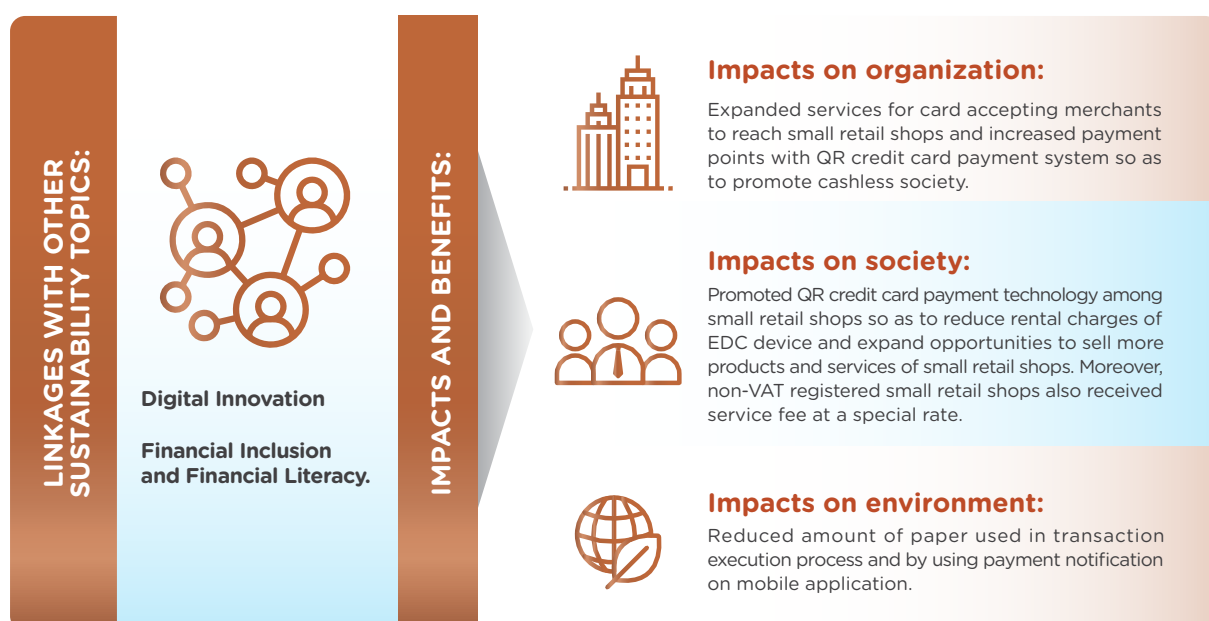 LINKAGES WITH OTHER
SUSTAINABILITY TOPICS:
Digital Innovation
Financial Inclusion
and Financial Literacy.
IMPACTS AND BENEFITS:
Impacts on organization:
Expanded services for card accepting merchants
to reach small retail shops and increased payment
points with QR credit card payment system so as
to promote cashless society.
Impacts on society:
Promoted QR credit card payment technology among
small retail shops so as to reduce rental charges of
EDC device and expand opportunities to sell more
products and services of small retail shops. Moreover,
non-VAT registered small retail shops also received
service fee at a special rate.
Impacts on environment:
Reduced amount of paper used in transaction
execution process and by using payment notification
on mobile application.